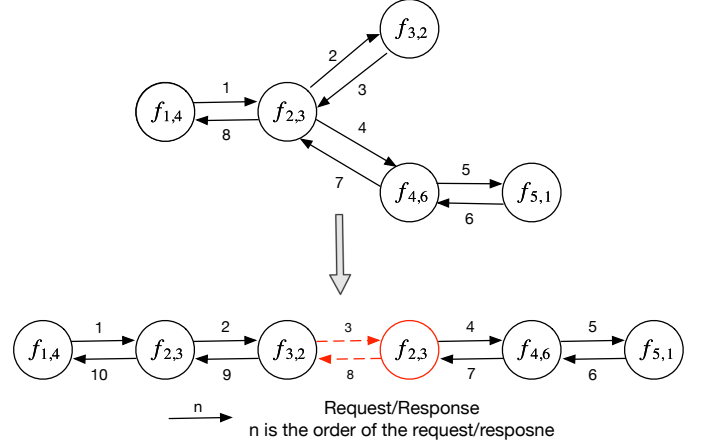 f3,2
2
3
1
f1,4
f2,3
8
4
7
5
f4,6
f5,1
6
1
2
3
4
5
f1,4
f2,3
f3,2
f2,3
f4,6
f5,1
10
9
8
7
6
n
Request/Response
n is the order of the request/resposne